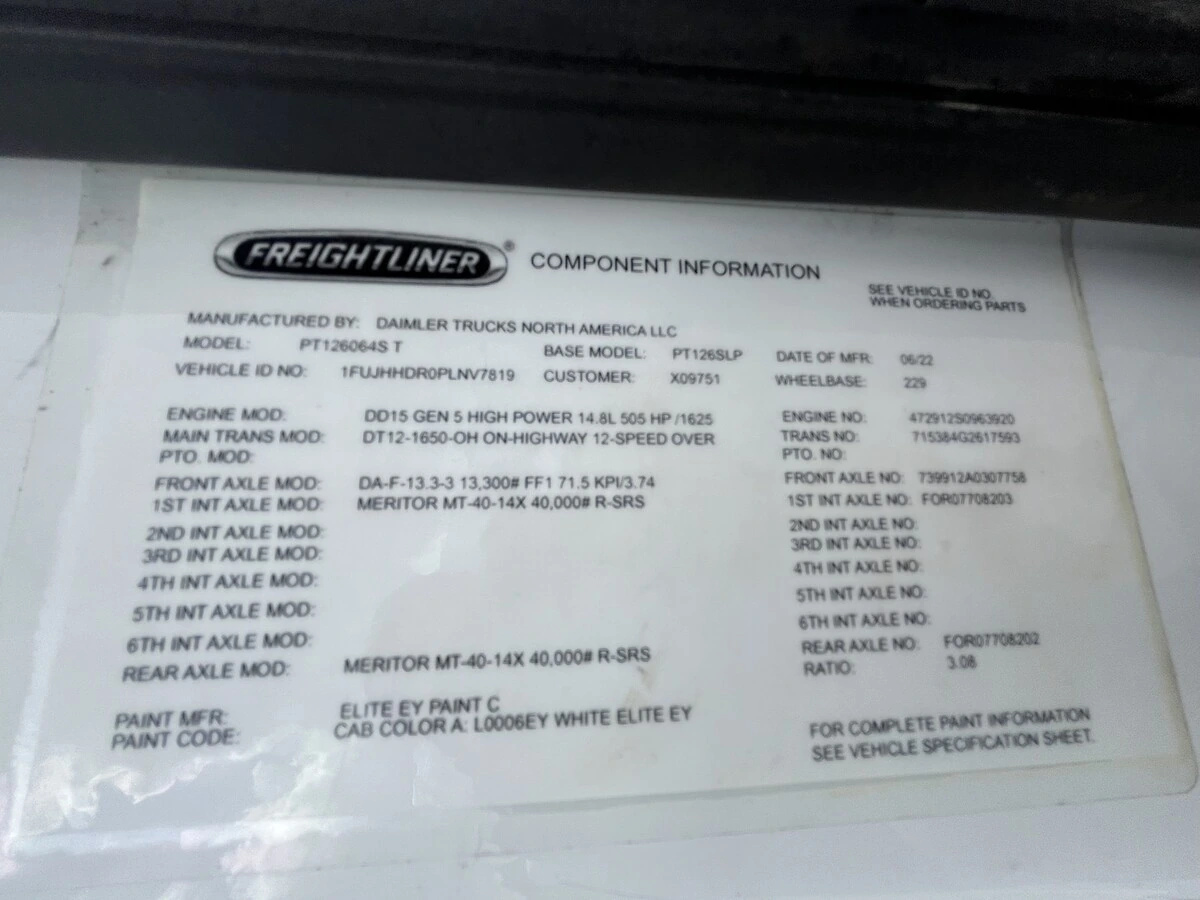 FREIGHTLINER® COMPONENT INFORMATION
SEE VEHICLE ID NO.
WHEN ORDERING PARTS
MANUFACTURED BY: DAIMLER TRUCKS NORTH AMERICA LLC
MODEL: PT126064S T BASE MODEL: PT126SLP DATE OF MFR: 06/22
VEHICLE ID NO: 1FUJHHDR0PLNV7819 CUSTOMER: X09751 WHEELBASE: 229
ENGINE MOD: DD15 GEN 5 HIGH POWER 14.8L 505 HP /1625 ENGINE NO: 472912S0963920
MAIN TRANS MOD: DT12-1650-OH ON-HIGHWAY 12-SPEED OVER TRANS NO: 715384G2617593
PTO. MOD: PTO. NO:
FRONT AXLE MOD: DA-F-13.3-3 13,300# FF1 71.5 KPI/3.74 FRONT AXLE NO: 739912A0307758
1ST INT AXLE MOD: MERITOR MT-40-14X 40,000# R-SRS 1ST INT AXLE NO: FOR07708203
2ND INT AXLE MOD: 2ND INT AXLE NO:
3RD INT AXLE MOD: 3RD INT AXLE NO:
4TH INT AXLE MOD: 4TH INT AXLE NO:
5TH INT AXLE MOD: 5TH INT AXLE NO:
6TH INT AXLE MOD: 6TH INT AXLE NO:
REAR AXLE MOD: MERITOR MT-40-14X 40,000# R-SRS REAR AXLE NO: FOR07708202
RATIO: 3.08
PAINT MFR: ELITE EY PAINT C
PAINT CODE: CAB COLOR A: L0006EY WHITE ELITE EY
FOR COMPLETE PAINT INFORMATION
SEE VEHICLE SPECIFICATION SHEET.